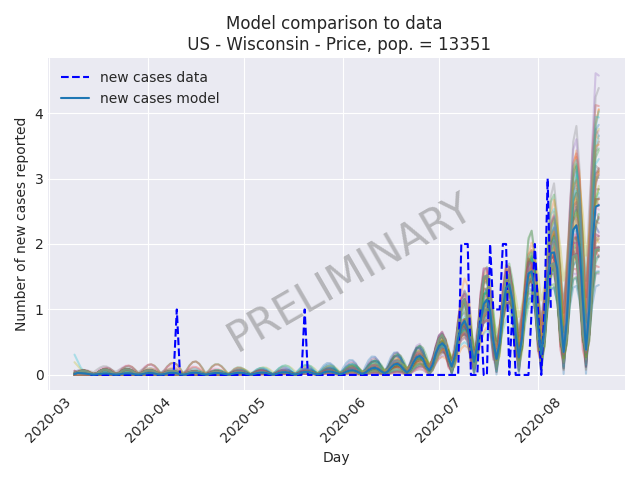 Model comparison to data
US - Wisconsin - Price, pop. = 13351
new cases data
new cases model
Number of new cases reported
4
3
2
1
0
PRELIMINARY
2020-03
2020-04
2020-05
2020-06
2020-07
2020-08
Day